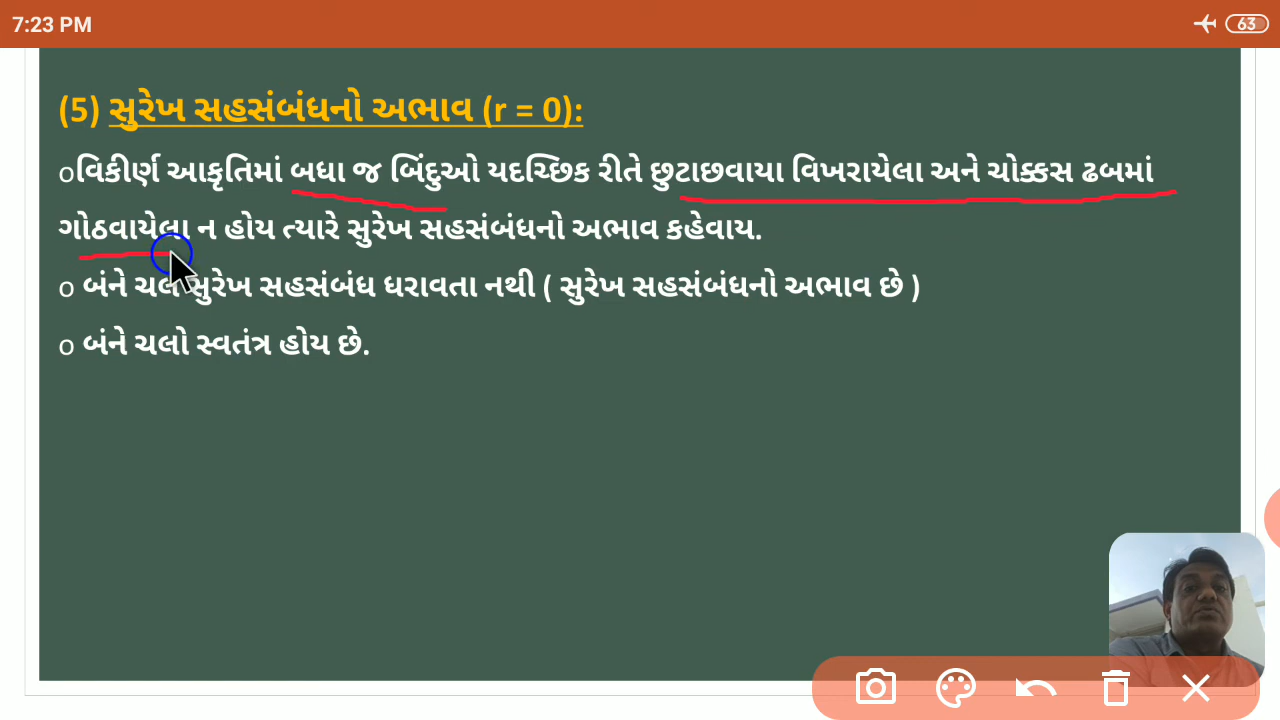 7:23 PM
63
(5) સુરેખ સહસંબંધનો અભાવ (r = 0):
oવિકીર્ણ આકૃતિમાં બધા જ બિંદુઓ યદચ્છિક રીતે છુટાછવાયા વિખરાયેલા અને ચોક્કસ ઢબમાં
ગોઠવાયેલા ન હોય ત્યારે સુરેખ સહસંબંધનો અભાવ કહેવાય.
o બંને ચલો સુરેખ સહસંબંધ ધરાવતા નથી ( સુરેખ સહસંબંધનો અભાવ છે )
o બંને ચલો સ્વતંત્ર હોય છે.